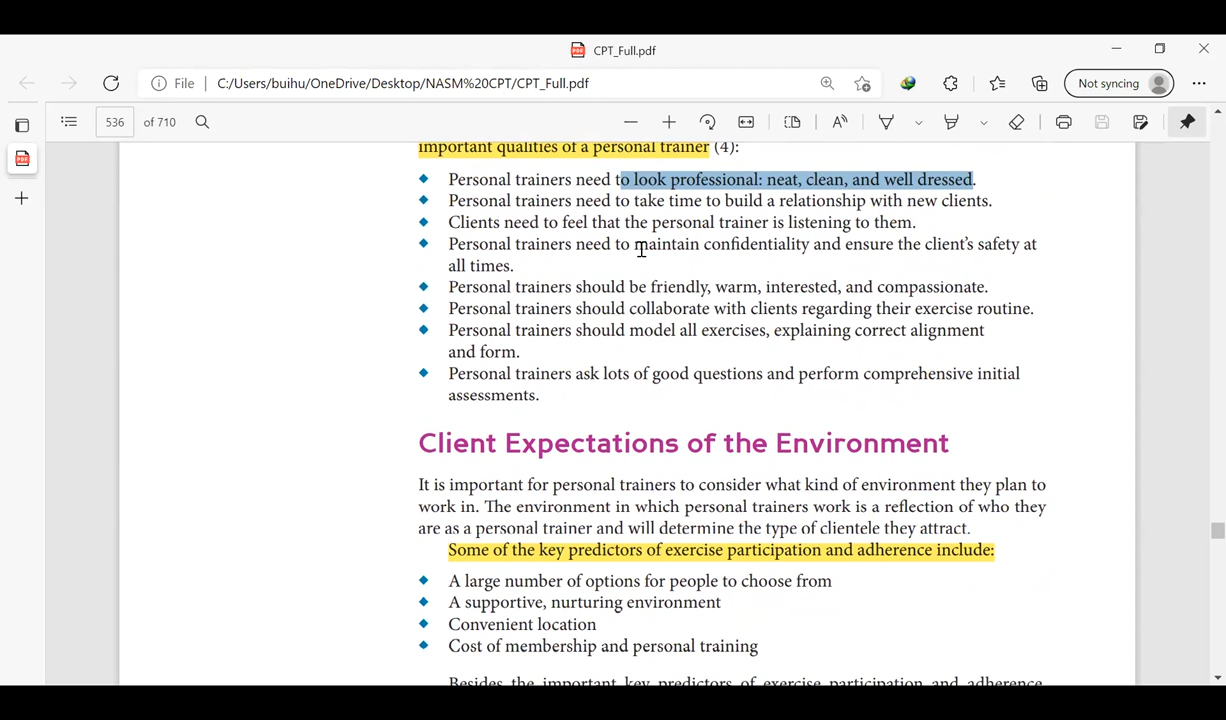 CPT_Full.pdf
File | C:/Users/buihu/OneDrive/Desktop/NASM%20CPT/CPT_Full.pdf
Not syncing
536 of 710
important qualities of a personal trainer (4):
Personal trainers need to look professional: neat, clean, and well dressed.
Personal trainers need to take time to build a relationship with new clients.
Clients need to feel that the personal trainer is listening to them.
Personal trainers need to maintain confidentiality and ensure the client's safety at
all times.
Personal trainers should be friendly, warm, interested, and compassionate.
Personal trainers should collaborate with clients regarding their exercise routine.
Personal trainers should model all exercises, explaining correct alignment
and form.
Personal trainers ask lots of good questions and perform comprehensive initial
assessments.
Client Expectations of the Environment
It is important for personal trainers to consider what kind of environment they plan to
work in. The environment in which personal trainers work is a reflection of who they
are as a personal trainer and will determine the type of clientele they attract.
Some of the key predictors of exercise participation and adherence include:
A large number of options for people to choose from
A supportive, nurturing environment
Convenient location
Cost of membership and personal training
Besides the important key predictors of exercise participation and adherence,